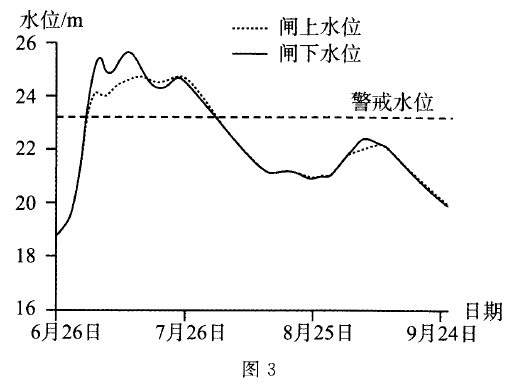 水位/m
闸上水位
闸下水位
26
24
警戒水位
22
20
18
16
日期
6月26日
7月26日
8月25日
9月24日
图 3